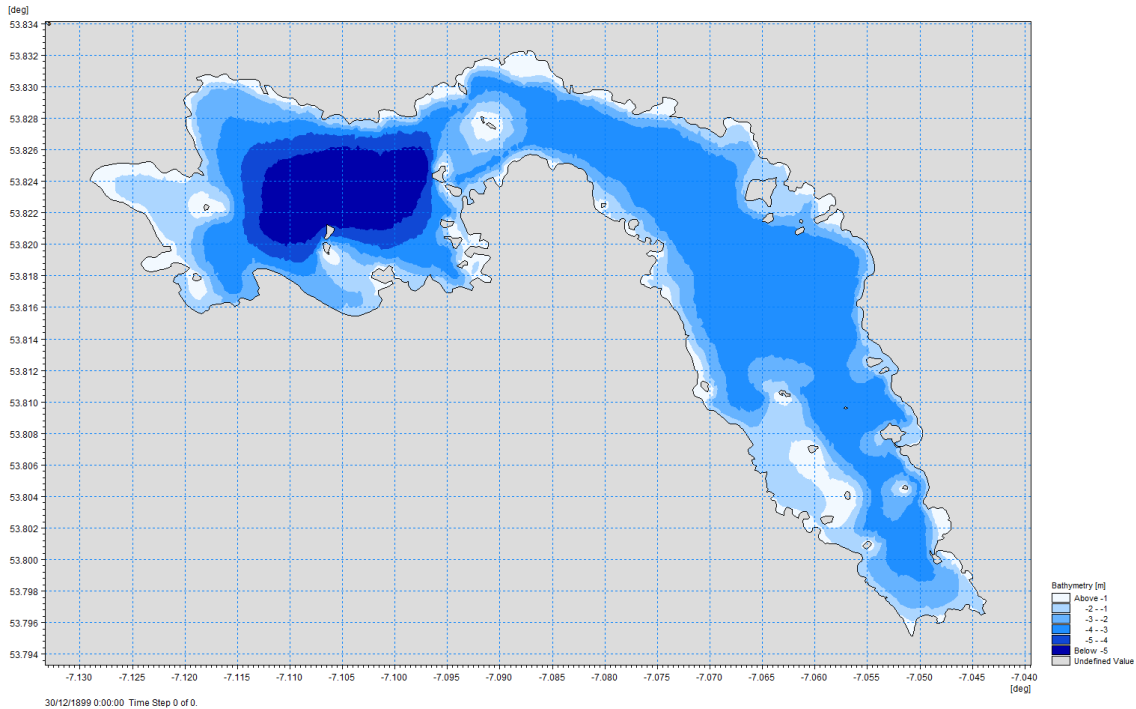 [deg]
53.834
53.832
53.830
53.828
53.826
53.824
53.822
53.820
53.818
53.816
53.814
53.812
53.810
53.808
53.806
53.804
53.802
53.800
53.798
53.796
53.794
-7.130 -7.125 -7.120 -7.115 -7.110 -7.105 -7.100 -7.095 -7.090 -7.085 -7.080 -7.075 -7.070 -7.065 -7.060 -7.055 -7.050 -7.045 -7.040
[deg]
Bathymetry [m]
Above -1
-2 - -1
-3 - -2
-4 - -3
-5 - -4
Below -5
Undefined Value
30/12/1899 0:00:00 Time Step 0 of 0.